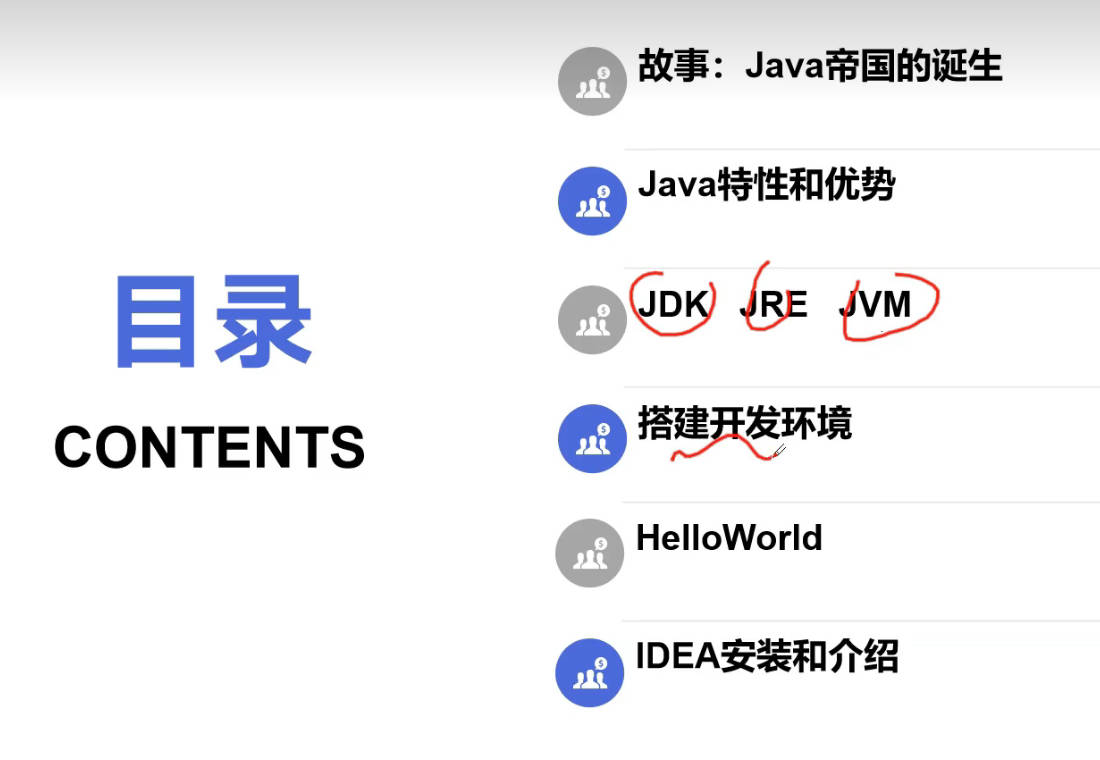 目录
CONTENTS
故事：Java帝国的诞生
Java特性和优势
JDK JRE JVM
搭建开发环境
HelloWorld
IDEA安装和介绍